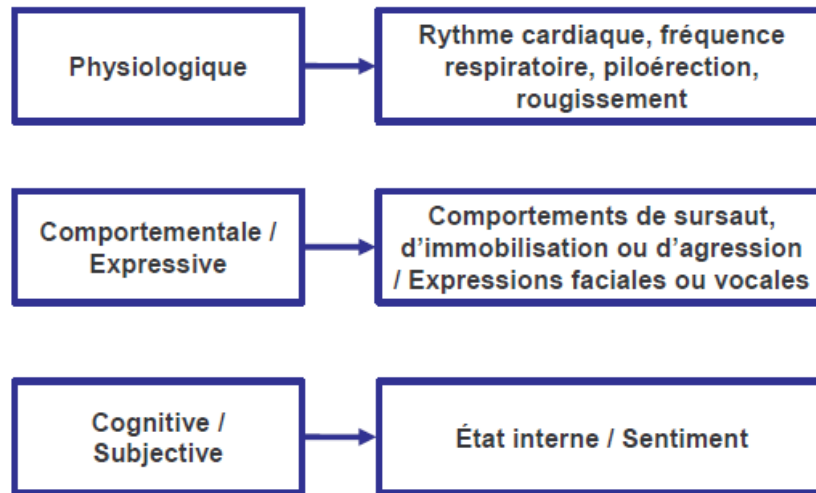 Physiologique
Rythme cardiaque, fréquence
respiratoire, piloérection,
rougissement
Comportementale /
Expressive
Comportements de sursaut,
d’immobilisation ou d’agression
/ Expressions faciales ou vocales
Cognitive /
Subjective
État interne / Sentiment